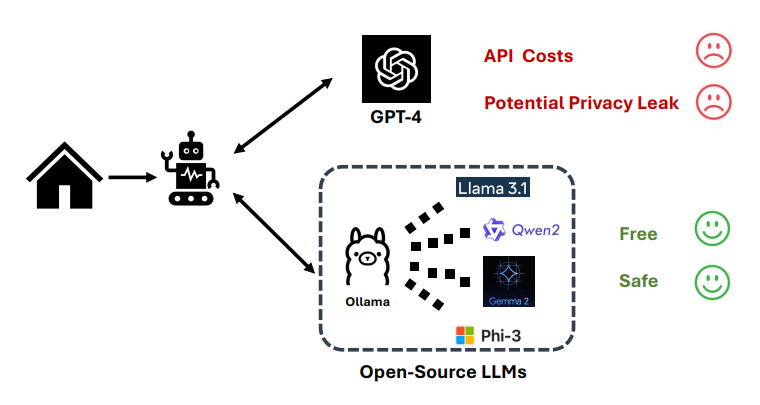 API Costs
Potential Privacy Leak
GPT-4
Llama 3.1
Qwen2
Free
Gemma 2
Safe
Ollama
Phi-3
Open-Source LLMs